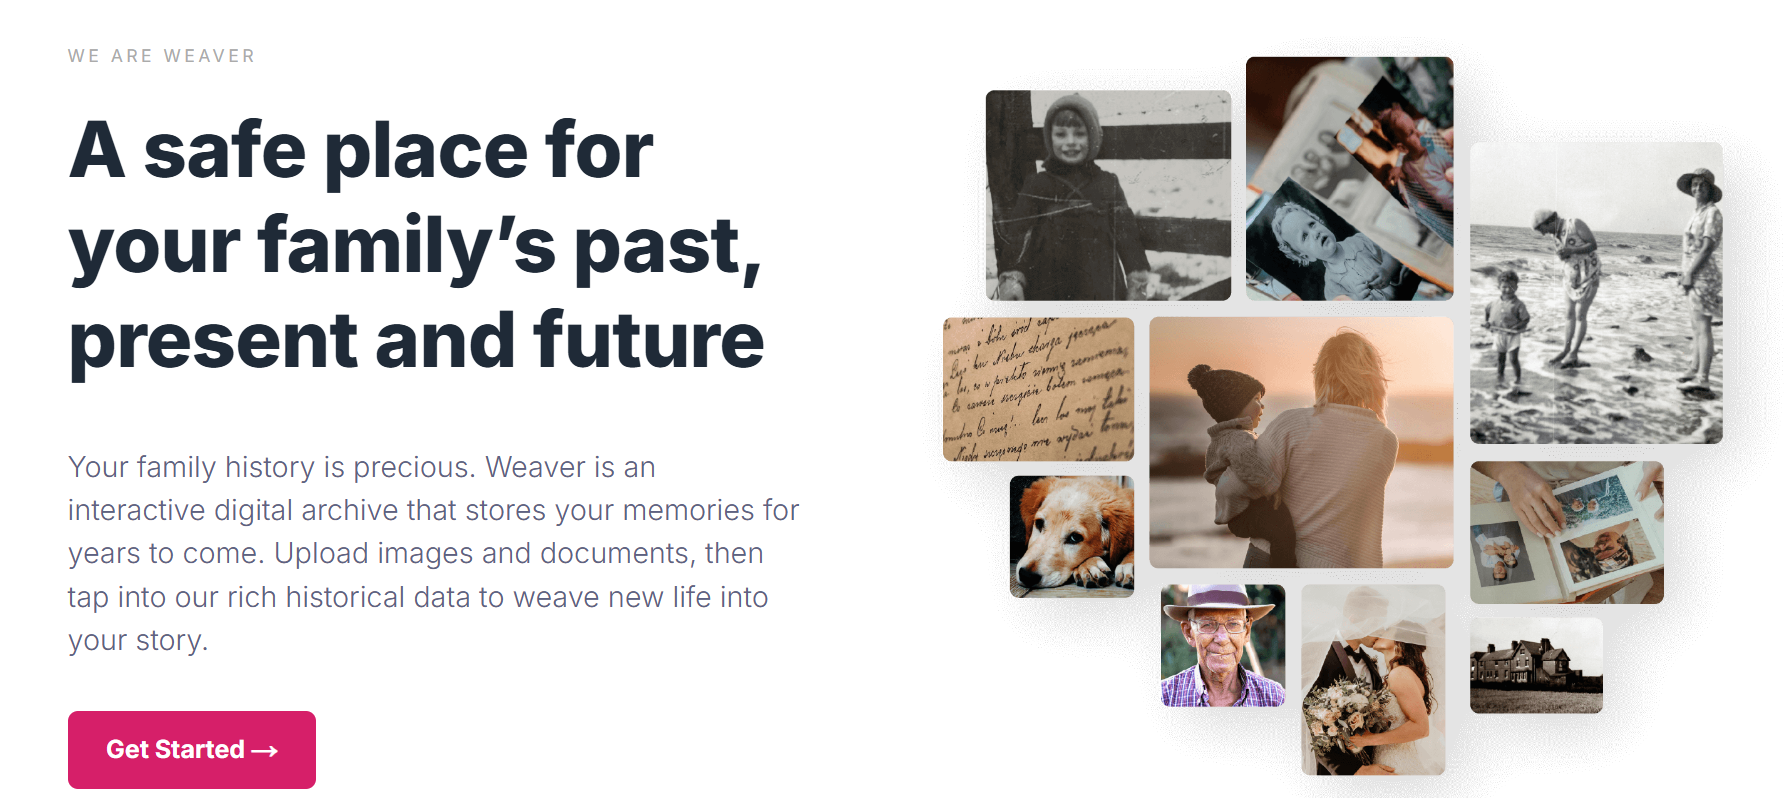 WE ARE WEAVER
A safe place for
your family’s past,
present and future
Your family history is precious. Weaver is an
interactive digital archive that stores your memories for
years to come. Upload images and documents, then
tap into our rich historical data to weave new life into
your story.
Get Started →